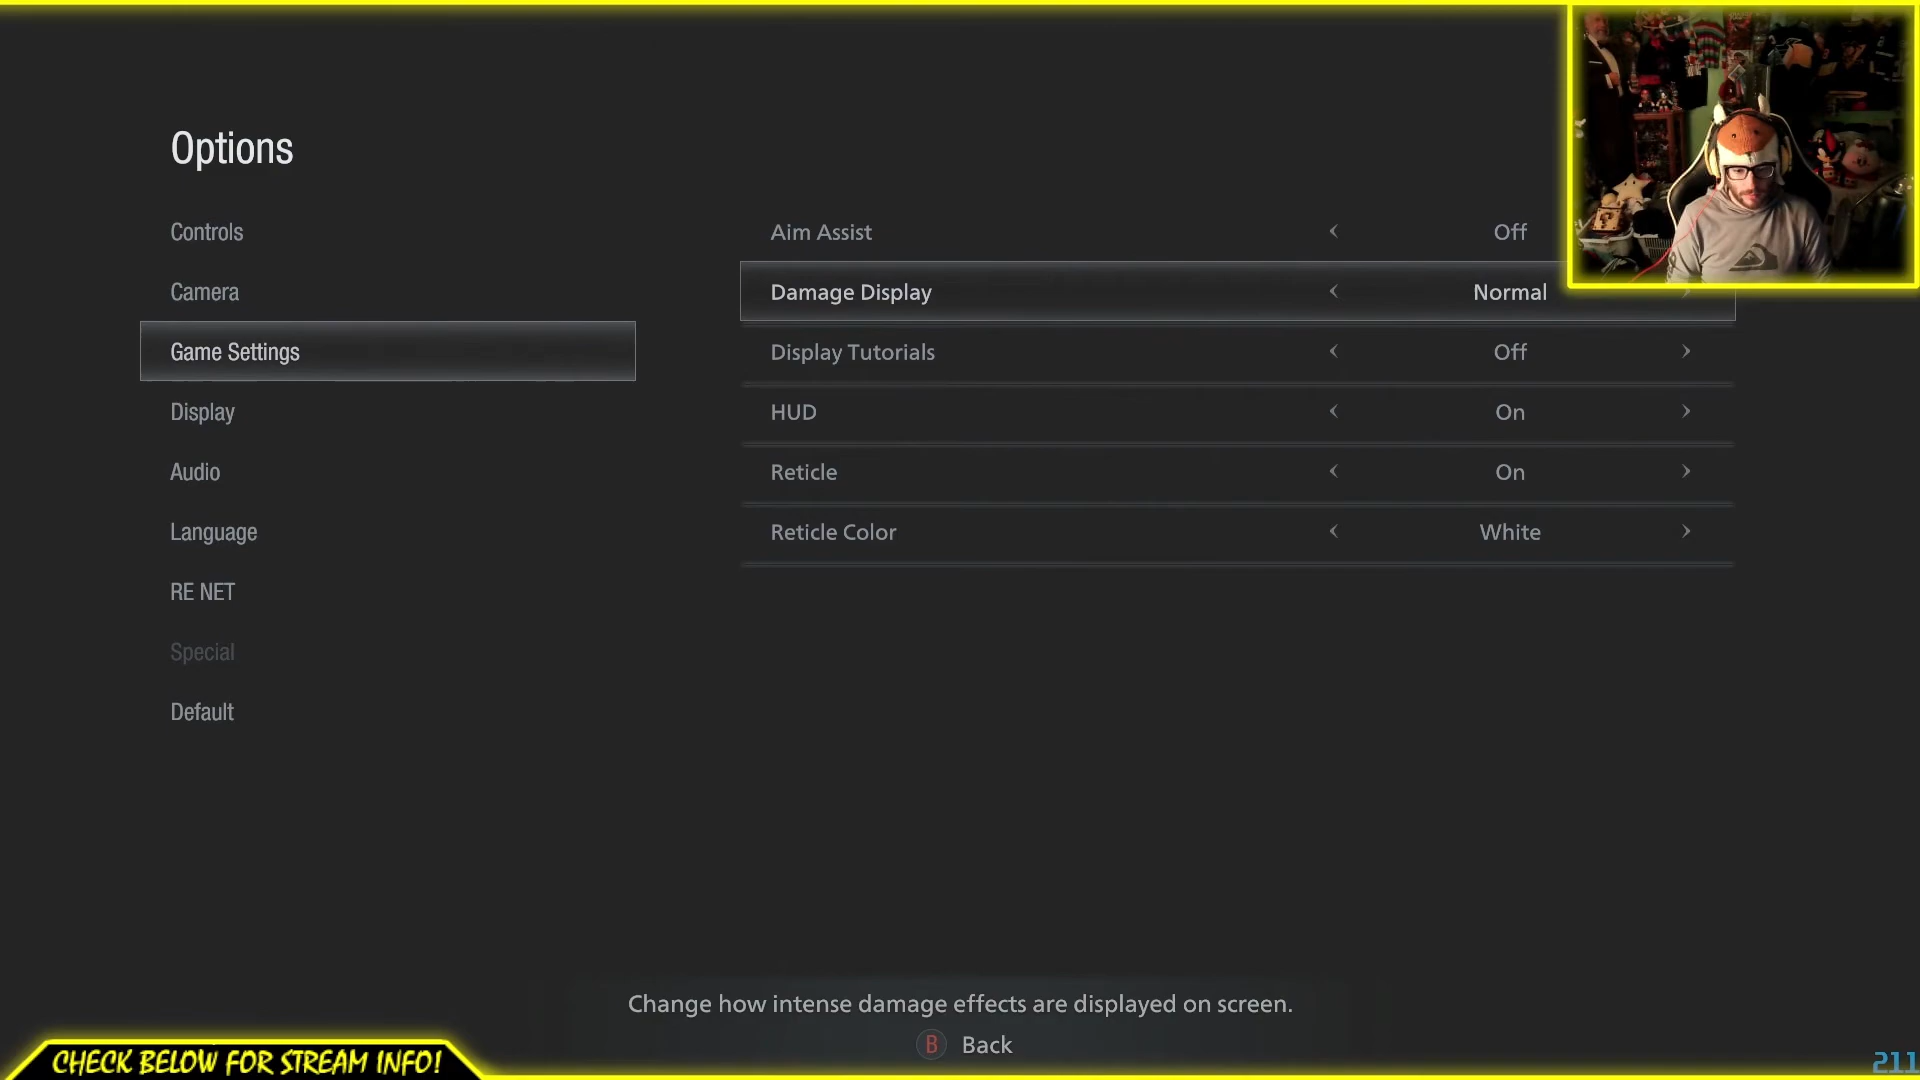 Options
Controls
Camera
Game Settings
Display
Audio
Language
RE NET
Special
Default
Aim Assist Off
Damage Display Normal
Display Tutorials Off
HUD On
Reticle On
Reticle Color White
Change how intense damage effects are displayed on screen.
B Back
CHECK BELOW FOR STREAM INFO!
211